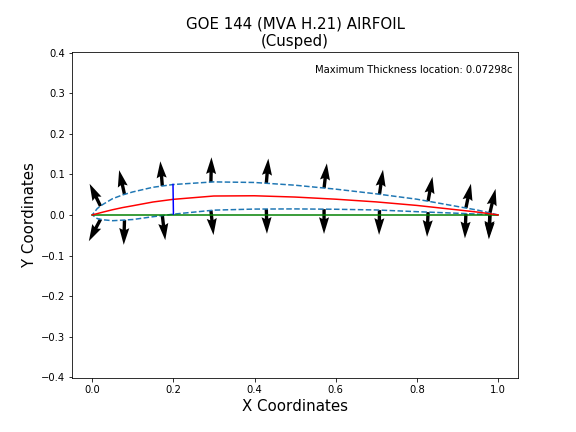 GOE 144 (MVA H.21) AIRFOIL
(Cusped)
Maximum Thickness location: 0.07298c
0.4
0.3
0.2
0.1
0.0
−0.1
−0.2
−0.3
−0.4
Y Coordinates
0.0 0.2 0.4 0.6 0.8 1.0
X Coordinates